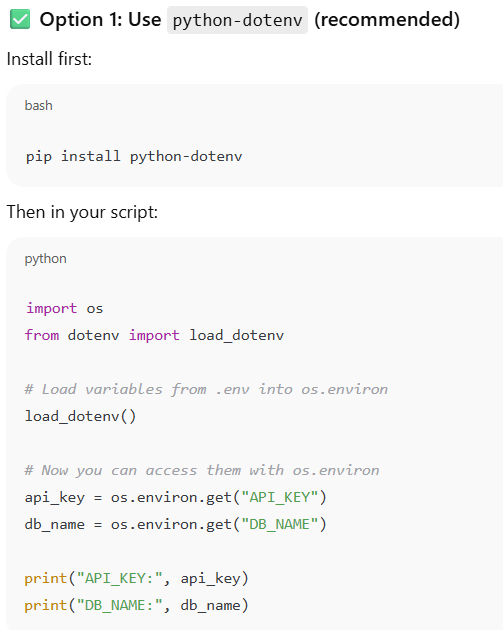 ✅ Option 1: Use python-dotenv (recommended)
Install first:
bash
pip install python-dotenv
Then in your script:
python
import os
from dotenv import load_dotenv
# Load variables from .env into os.environ
load_dotenv()
# Now you can access them with os.environ
api_key = os.environ.get("API_KEY")
db_name = os.environ.get("DB_NAME")
print("API_KEY:", api_key)
print("DB_NAME:", db_name)